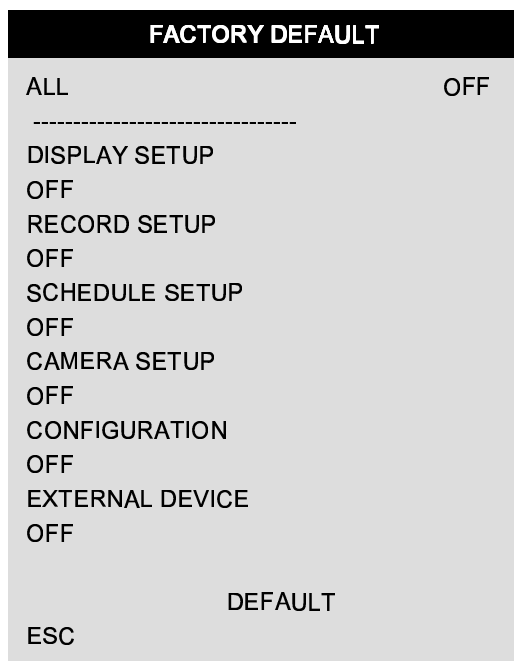 FACTORY DEFAULT
ALL OFF
---------------------------------
DISPLAY SETUP
OFF
RECORD SETUP
OFF
SCHEDULE SETUP
OFF
CAMERA SETUP
OFF
CONFIGURATION
OFF
EXTERNAL DEVICE
OFF
DEFAULT
ESC